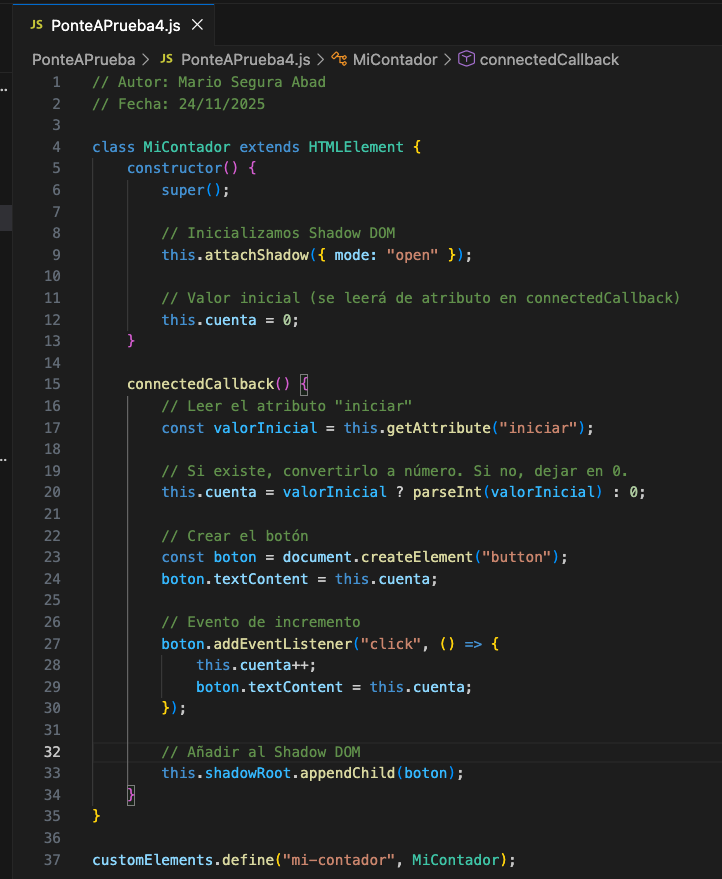 JS PonteAPrueba4.js ×
PonteAPrueba > JS PonteAPrueba4.js > MiContador > connectedCallback
1 // Autor: Mario Segura Abad
2 // Fecha: 24/11/2025
3
4 class MiContador extends HTMLElement {
5     constructor() {
6         super();
7
8         // Inicializamos Shadow DOM
9         this.attachShadow({ mode: "open" });
10
11         // Valor inicial (se leerá de atributo en connectedCallback)
12         this.cuenta = 0;
13     }
14
15     connectedCallback() {
16         // Leer el atributo "iniciar"
17         const valorInicial = this.getAttribute("iniciar");
18
19         // Si existe, convertirlo a número. Si no, dejar en 0.
20         this.cuenta = valorInicial ? parseInt(valorInicial) : 0;
21
22         // Crear el botón
23         const boton = document.createElement("button");
24         boton.textContent = this.cuenta;
25
26         // Evento de incremento
27         boton.addEventListener("click", () => {
28             this.cuenta++;
29             boton.textContent = this.cuenta;
30         });
31
32         // Añadir al Shadow DOM
33         this.shadowRoot.appendChild(boton);
34     }
35 }
36
37 customElements.define("mi-contador", MiContador);